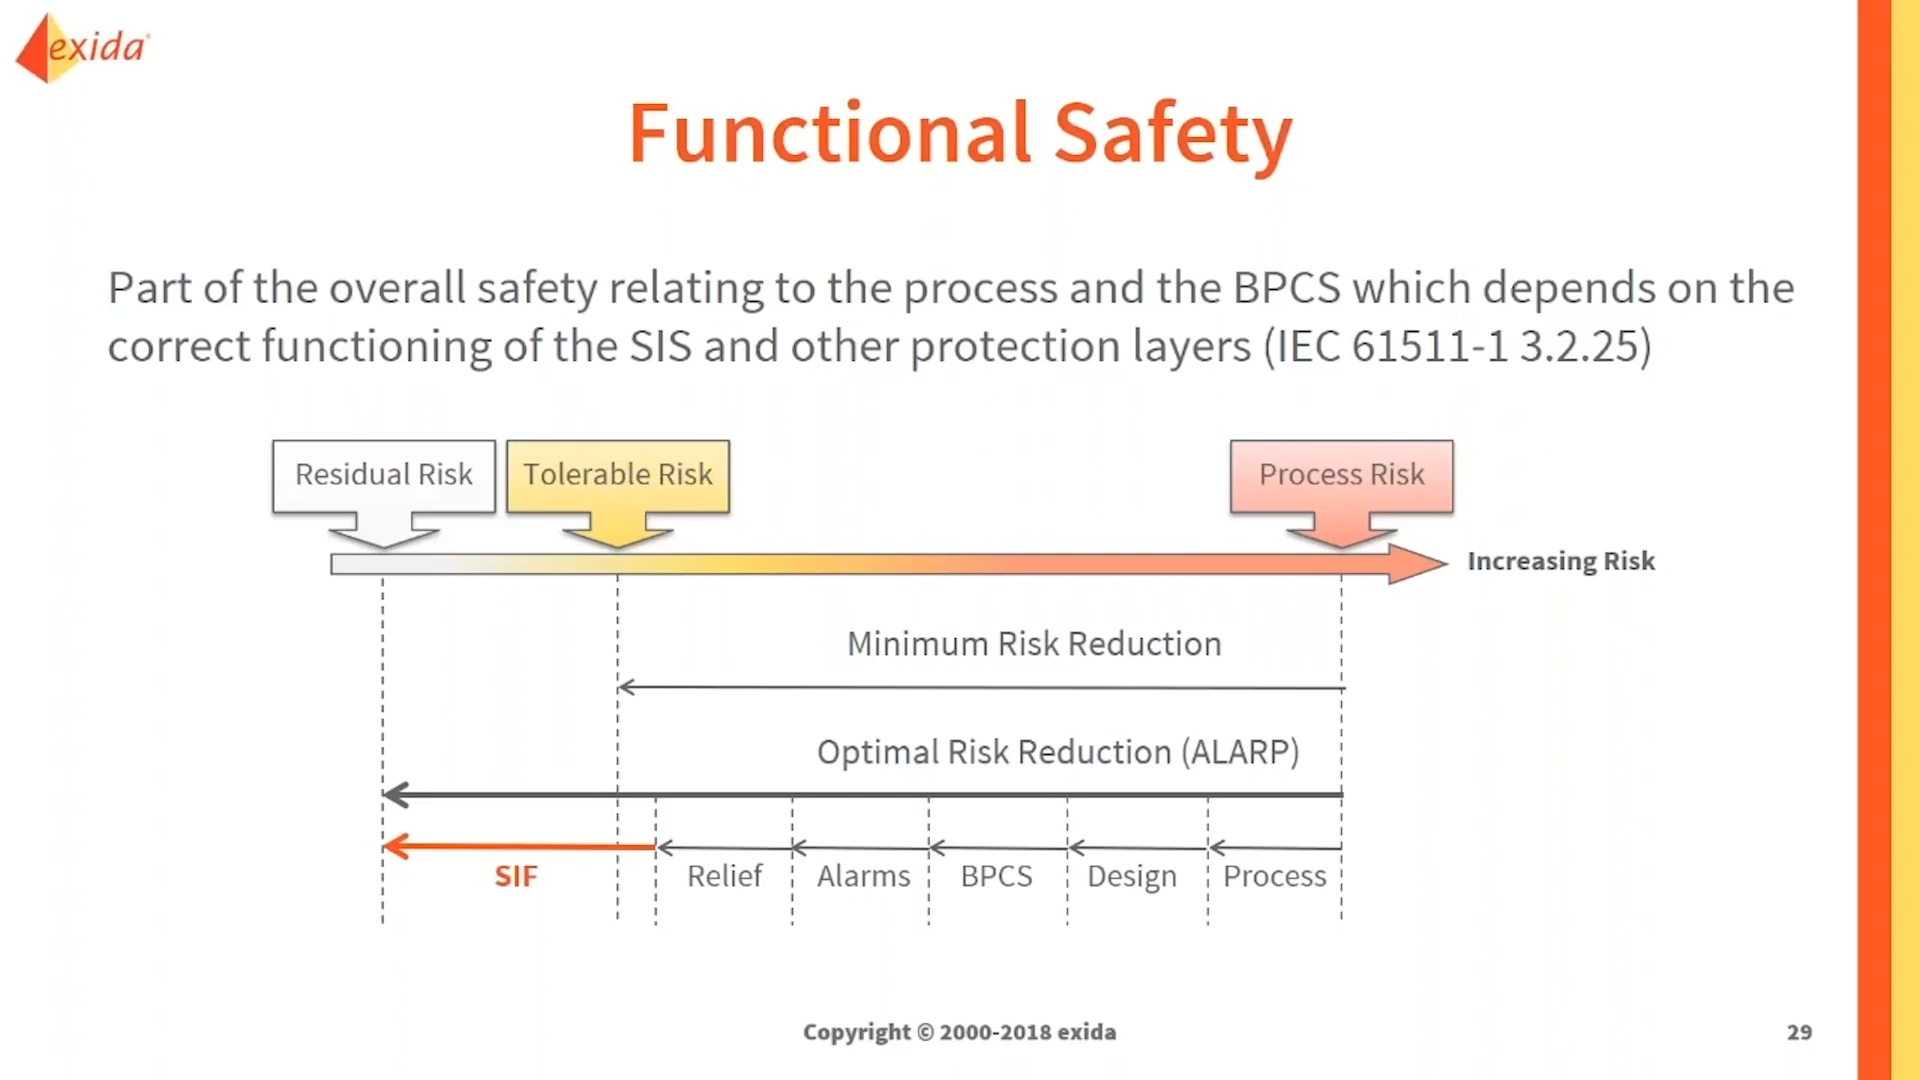 exida
Functional Safety
Part of the overall safety relating to the process and the BPCS which depends on the
correct functioning of the SIS and other protection layers (IEC 61511-1 3.2.25)
Residual Risk
Tolerable Risk
Process Risk
Increasing Risk
Minimum Risk Reduction
Optimal Risk Reduction (ALARP)
SIF
Relief
Alarms
BPCS
Design
Process
Copyright © 2000-2018 exida
29